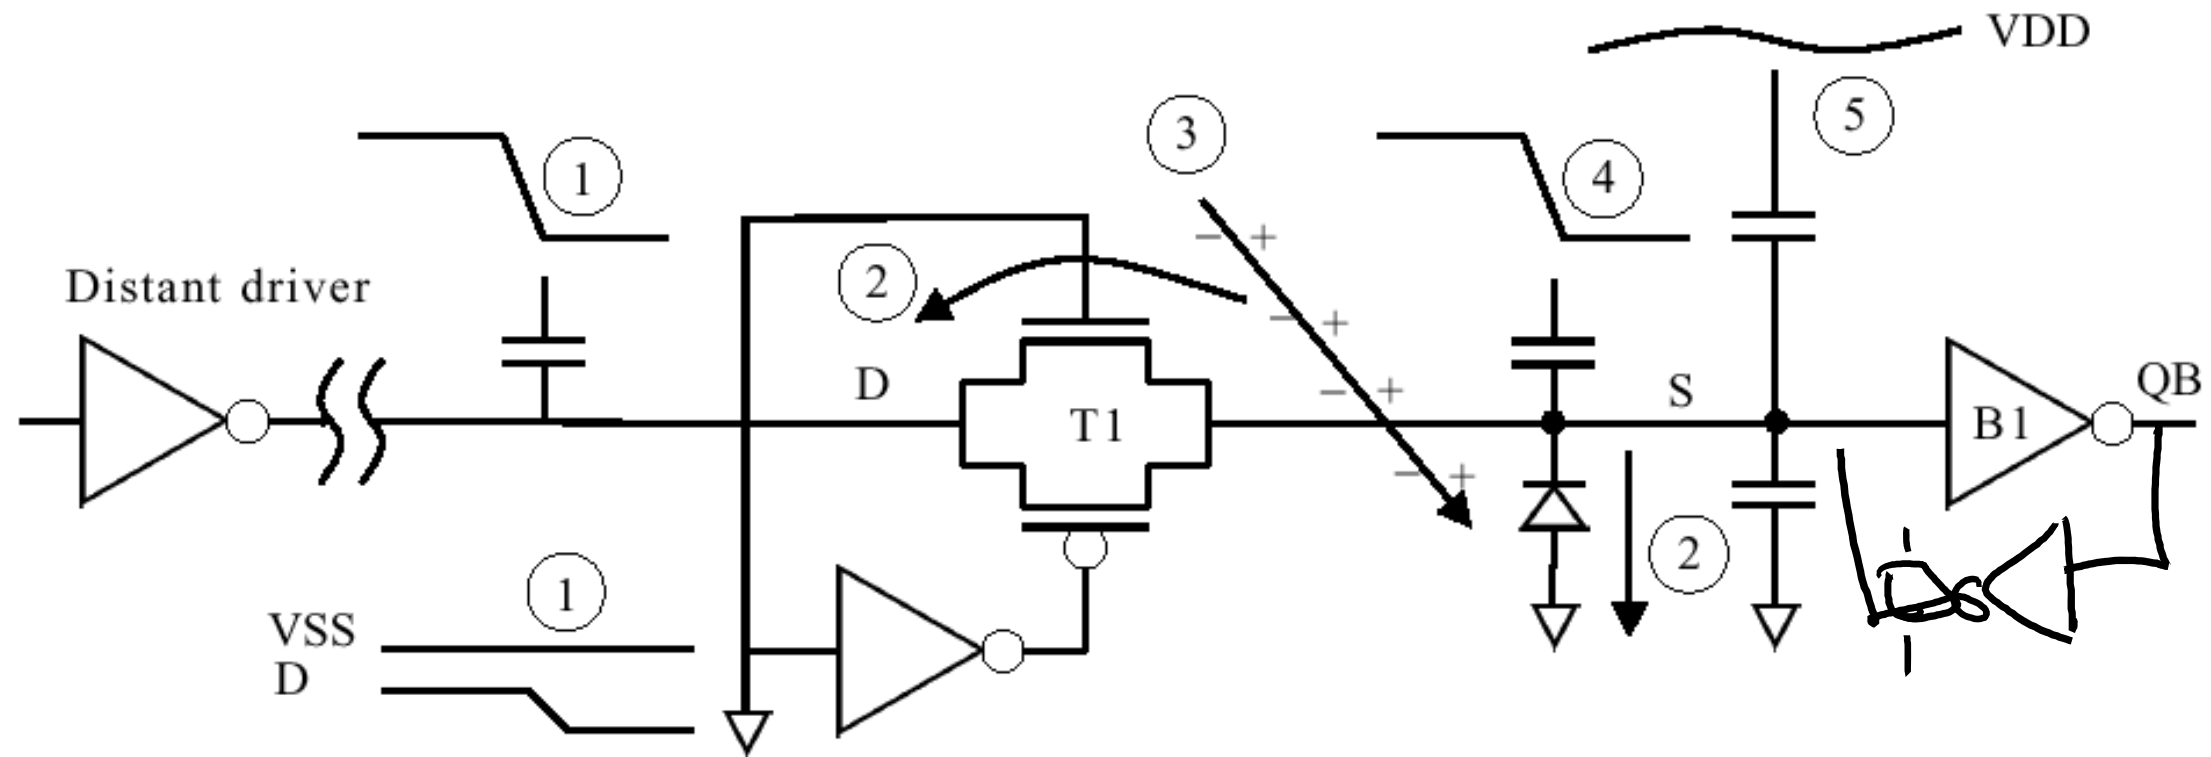 VDD
5
3
1
4
2
Distant driver
− +
− +
D
S
QB
− +
T1
B1
− +
2
1
VSS
D